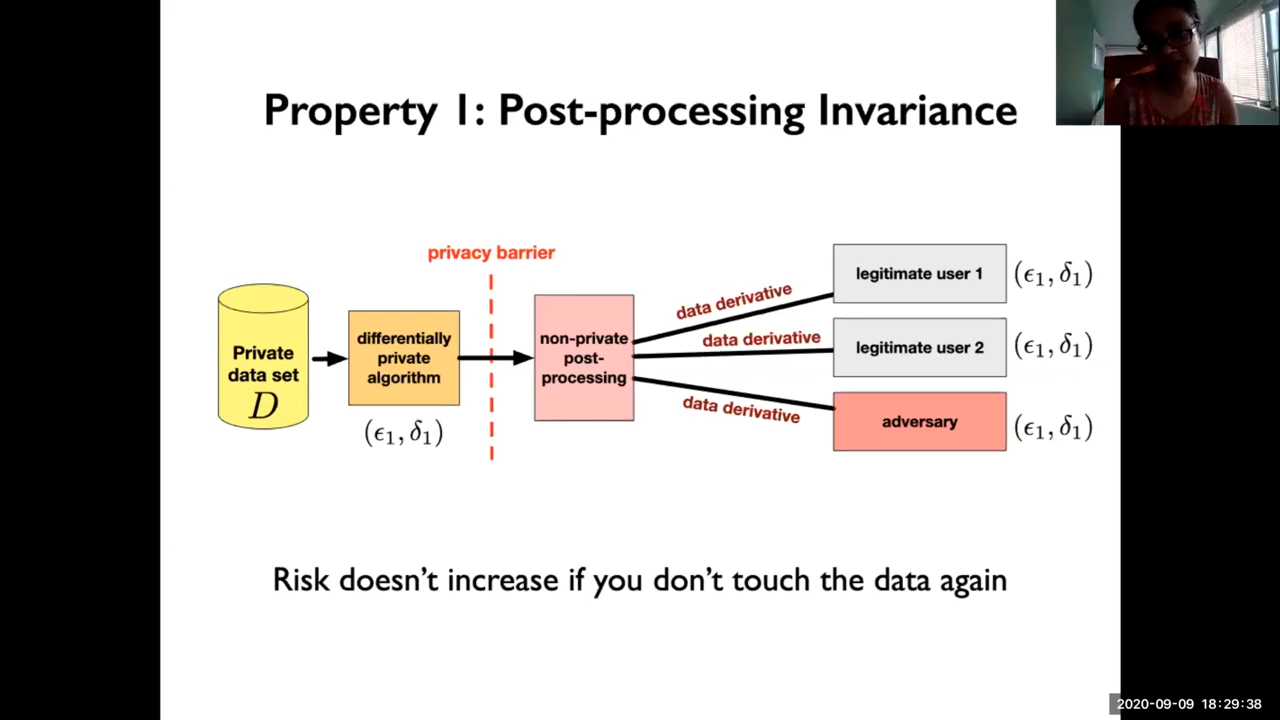 Property 1: Post-processing Invariance
privacy barrier
Private
data set
D
differentially
private
algorithm
(ϵ₁, δ₁)
non-private
post-
processing
data derivative
data derivative
data derivative
legitimate user 1
(ϵ₁, δ₁)
legitimate user 2
(ϵ₁, δ₁)
adversary
(ϵ₁, δ₁)
Risk doesn’t increase if you don’t touch the data again
2020-09-09 18:29:38